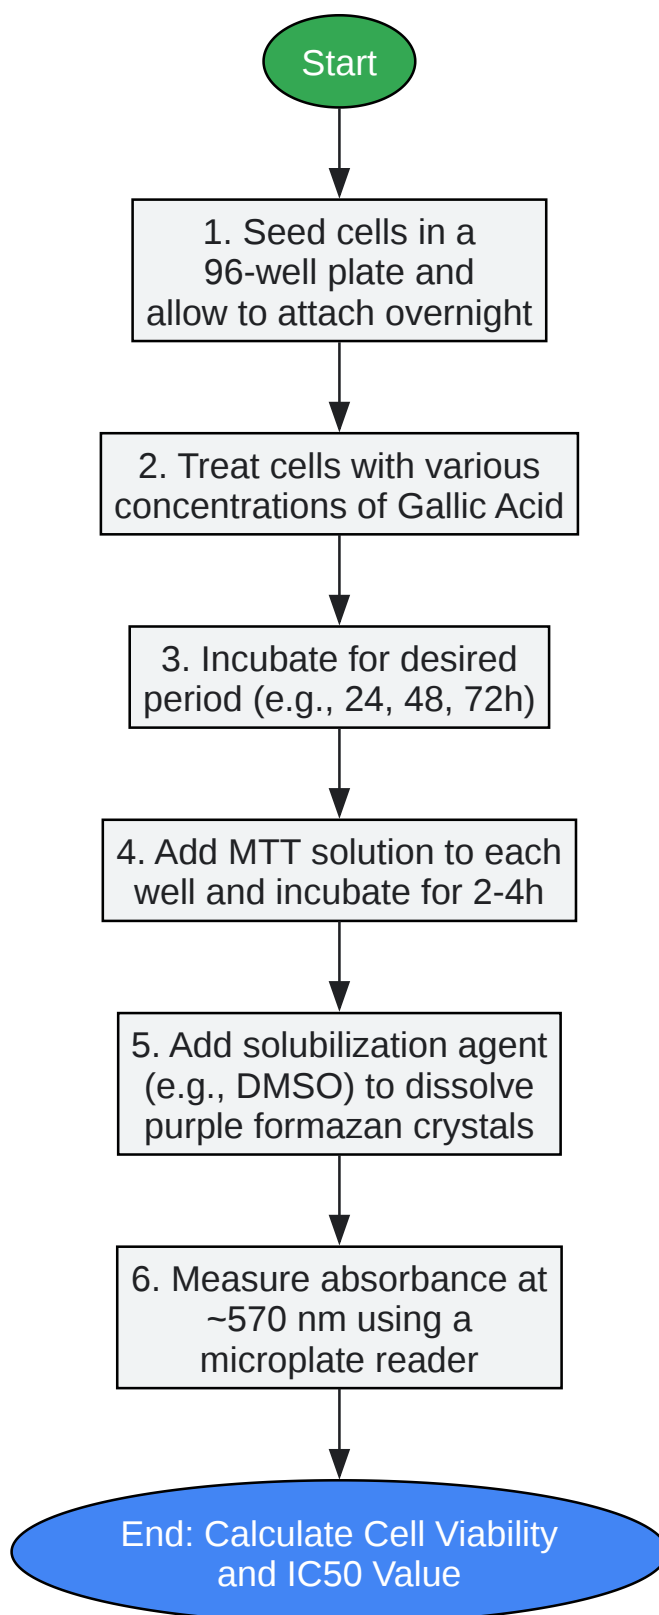 Start
1. Seed cells in a
96-well plate and
allow to attach overnight
2. Treat cells with various
concentrations of Gallic Acid
3. Incubate for desired
period (e.g., 24, 48, 72h)
4. Add MTT solution to each
well and incubate for 2-4h
5. Add solubilization agent
(e.g., DMSO) to dissolve
purple formazan crystals
6. Measure absorbance at
~570 nm using a
microplate reader
End: Calculate Cell Viability
and IC50 Value